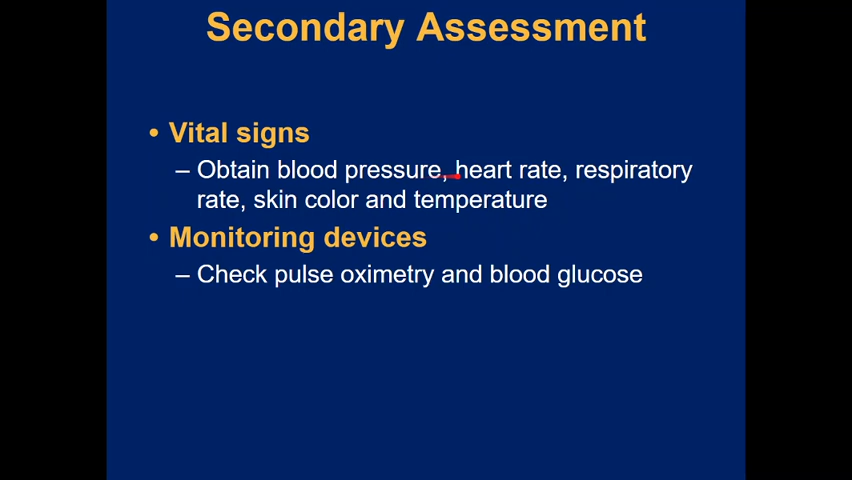 Secondary Assessment
• Vital signs
– Obtain blood pressure, heart rate, respiratory
rate, skin color and temperature
• Monitoring devices
– Check pulse oximetry and blood glucose